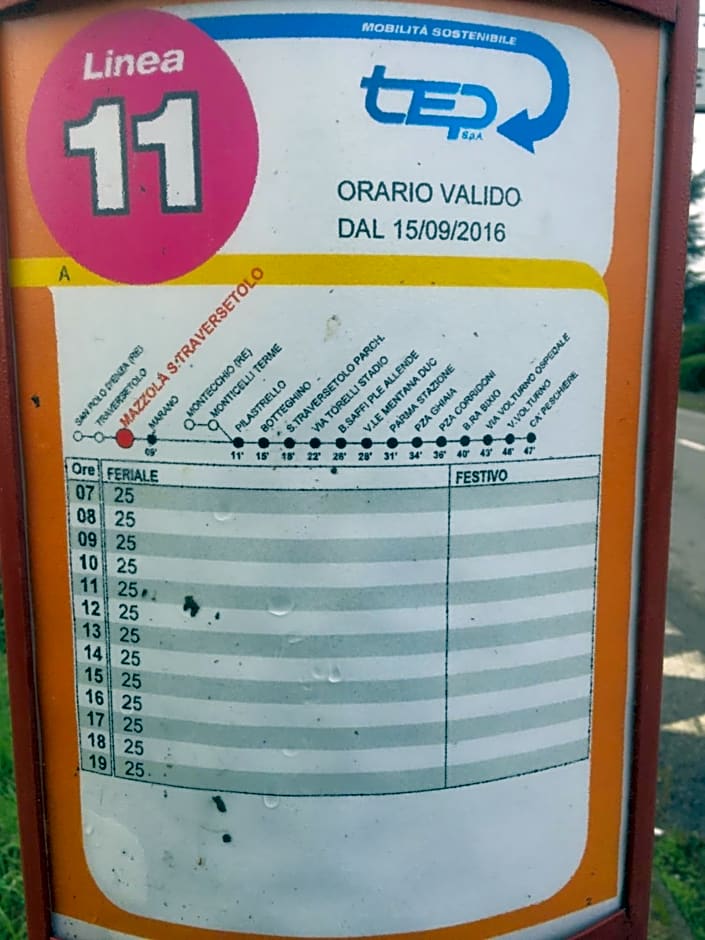 MOBILITÀ SOSTENIBILE
Linea
11
tEP
S.p.A.
ORARIO VALIDO
DAL 15/09/2016
A
SAN POLO D'ENZA (RE)
TRAVERSETOLO
MAZZOLA S.TRAVERSETOLO
MARANO
MONTECCHIO (RE)
MONTICELLI TERME
PILASTRELLO
BOTTEGHINO
S.TRAVERSETOLO PARCH.
VIA TORELLI STADIO
B.SAFFI PLE ALLENDE
V.LE MENTANA DUC
PARMA STAZIONE
PZA GHIAIA
PZA CORRIDONI
B.RA BIXIO
VIA VOLTURNO OSPEDALE
V.VOLTURNO
CA' PESCHIERE
09' 11' 15' 18' 22' 26' 28' 31' 34' 36' 40' 43' 46' 47'
Ore FERIALE FESTIVO
07 25
08 25
09 25
10 25
11 25
12 25
13 25
14 25
15 25
16 25
17 25
18 25
19 25